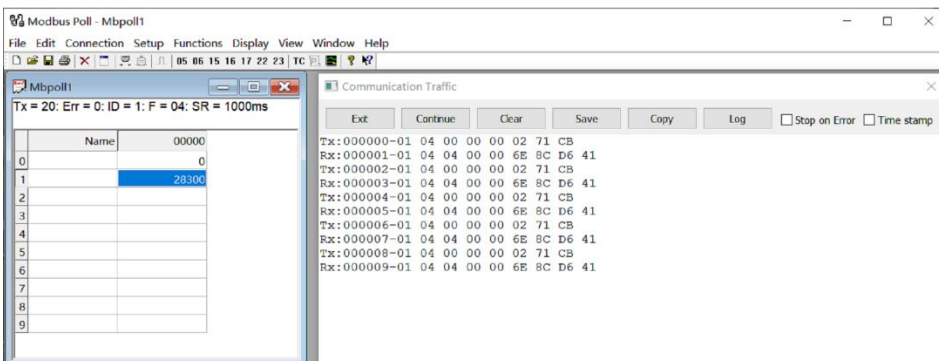 Modbus Poll - Mbpoll1
File Edit Connection Setup Functions Display View Window Help
05 06 15 16 17 22 23 TC
Mbpoll1
Tx = 20: Err = 0: ID = 1: F = 04: SR = 1000ms
Name 00000
0 0
1 28300
2
3
4
5
6
7
8
9
Communication Traffic
Exit Continue Clear Save Copy Log Stop on Error Time stamp
Tx:000000-01 04 00 00 00 02 71 CB
Rx:000001-01 04 04 00 00 6E 8C D6 41
Tx:000002-01 04 00 00 00 02 71 CB
Rx:000003-01 04 04 00 00 6E 8C D6 41
Tx:000004-01 04 00 00 00 02 71 CB
Rx:000005-01 04 04 00 00 6E 8C D6 41
Tx:000006-01 04 00 00 00 02 71 CB
Rx:000007-01 04 04 00 00 6E 8C D6 41
Tx:000008-01 04 00 00 00 02 71 CB
Rx:000009-01 04 04 00 00 6E 8C D6 41